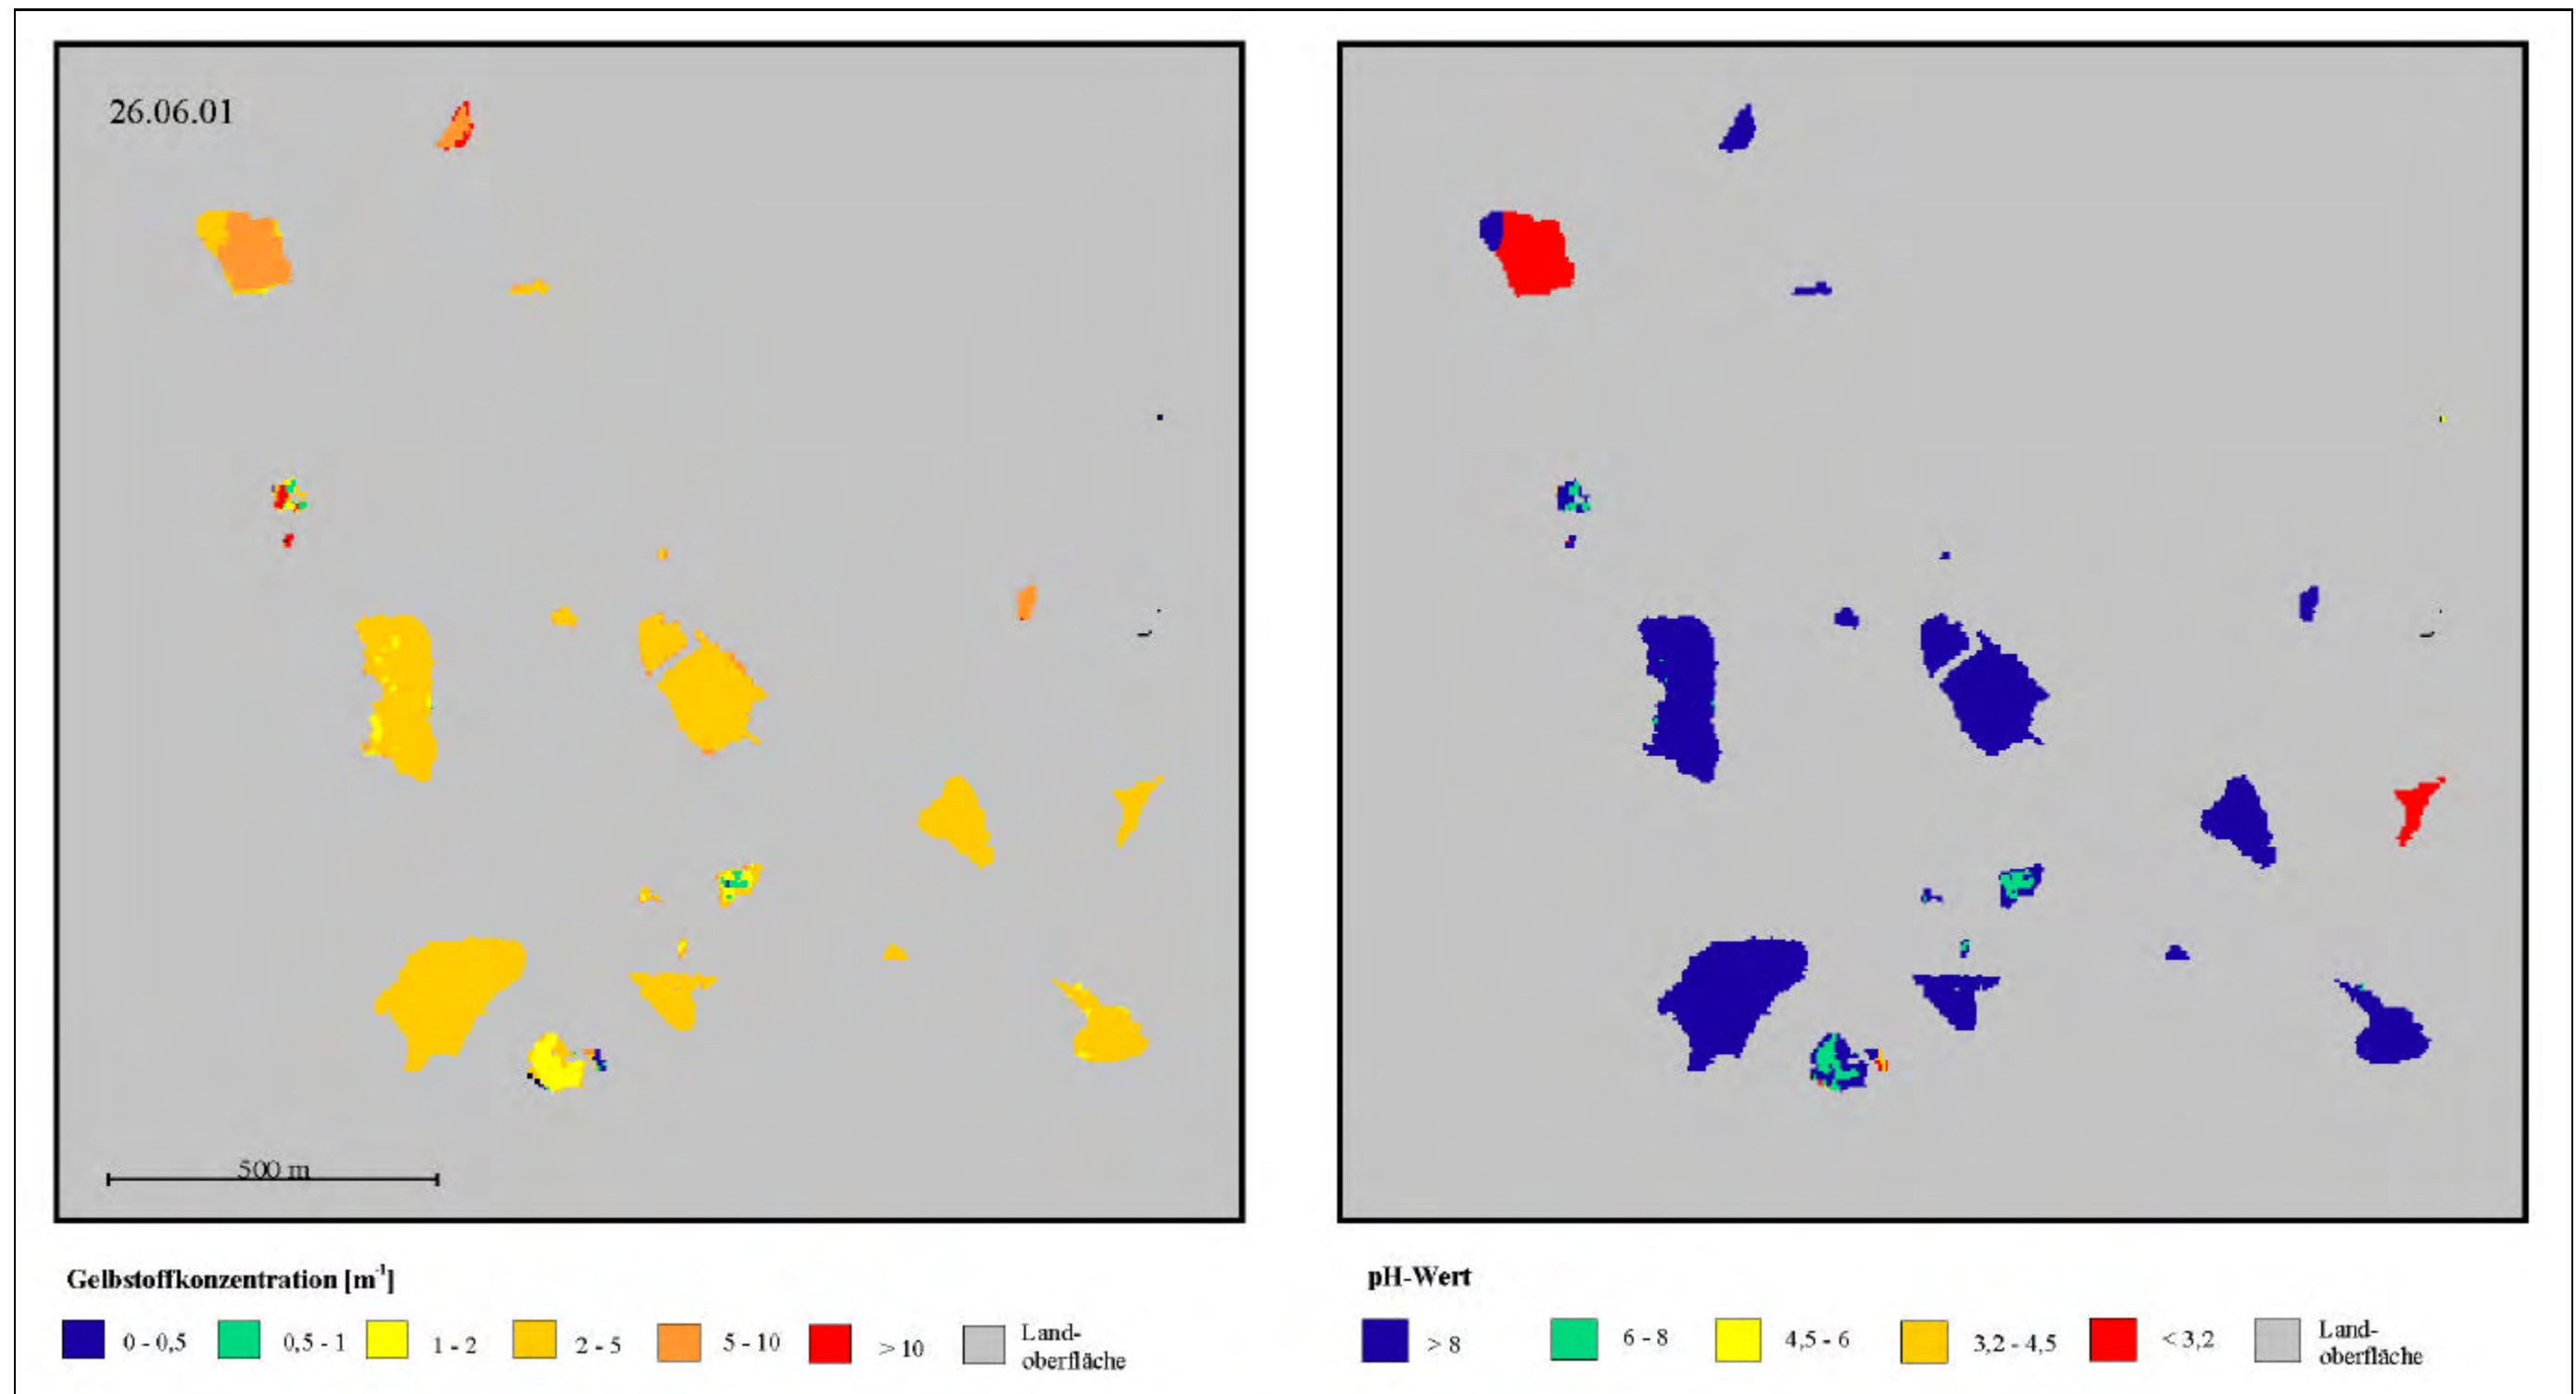 26.06.01
500 m
Gelbstoffkonzentration [m⁻¹]
0 - 0,5
0,5 - 1
1 - 2
2 - 5
5 - 10
> 10
Land-
oberfläche
pH-Wert
> 8
6 - 8
4,5 - 6
3,2 - 4,5
< 3,2
Land-
oberfläche